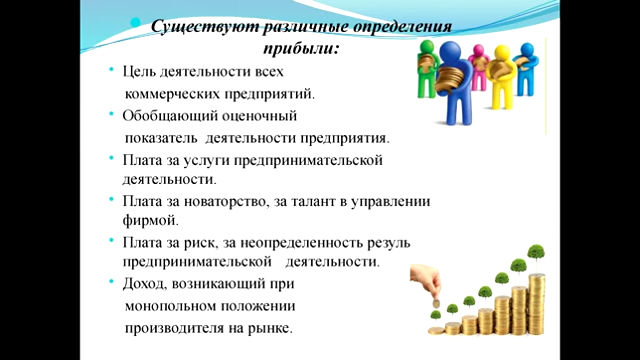 Существуют различные определения
прибыли:
Цель деятельности всех
коммерческих предприятий.
Обобщающий оценочный
показатель деятельности предприятия.
Плата за услуги предпринимательской
деятельности.
Плата за новаторство, за талант в управлении
фирмой.
Плата за риск, за неопределенность резуль
предпринимательской деятельности.
Доход, возникающий при
монопольном положении
производителя на рынке.